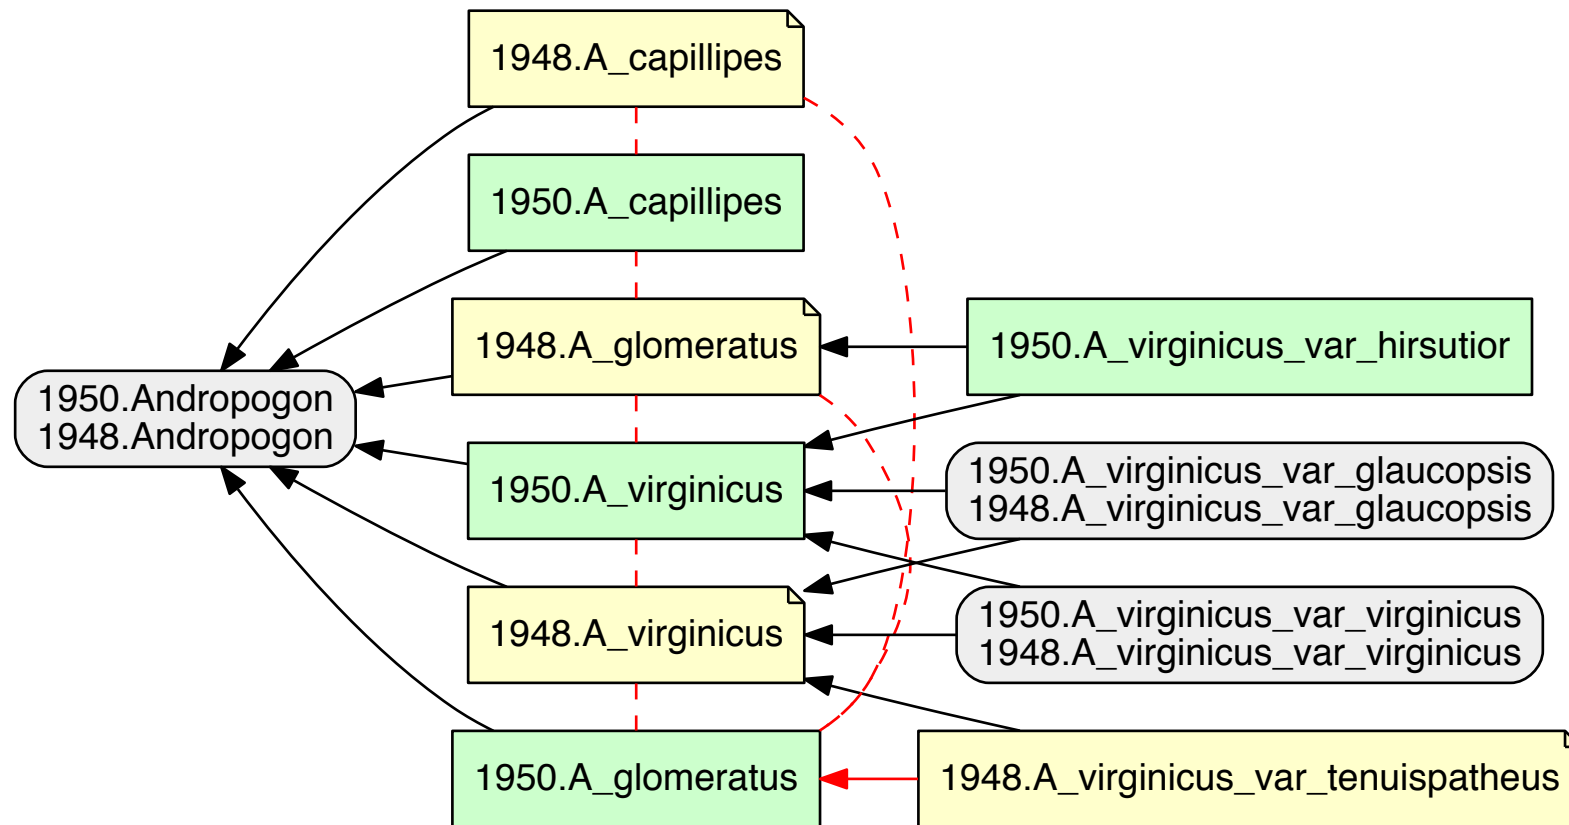 1948.A_capillipes
1950.A_capillipes
1948.A_glomeratus
1950.A_virginicus_var_hirsutior
1950.Andropogon
1948.Andropogon
1950.A_virginicus
1950.A_virginicus_var_glaucopsis
1948.A_virginicus_var_glaucopsis
1948.A_virginicus
1950.A_virginicus_var_virginicus
1948.A_virginicus_var_virginicus
1950.A_glomeratus
1948.A_virginicus_var_tenuispatheus